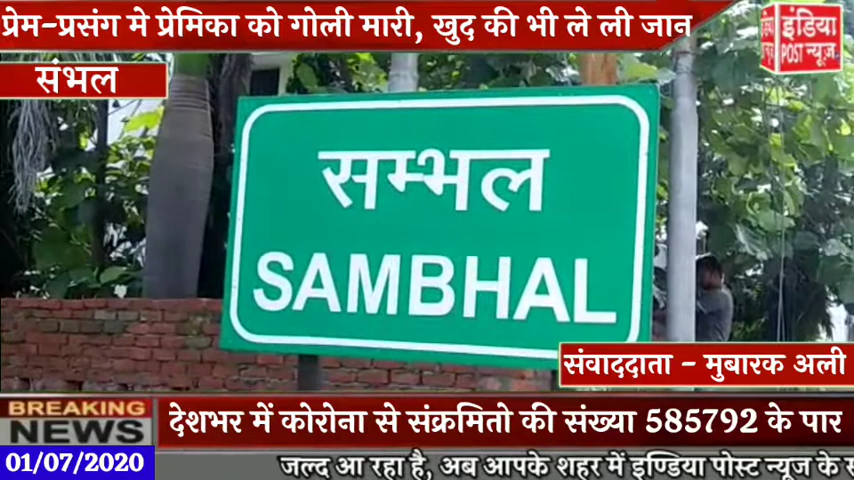 प्रेम-प्रसंग मे प्रेमिका को गोली मारी, खुद की भी ले ली जान
इंडिया
POST न्यूज़
संभल
सम्भल
SAMBHAL
संवाददाता - मुबारक अली
BREAKING
NEWS
देशभर में कोरोना से संक्रमितो की संख्या 585792 के पार
01/07/2020
जल्द आ रहा है, अब आपके शहर में इण्डिया पोस्ट न्यूज के